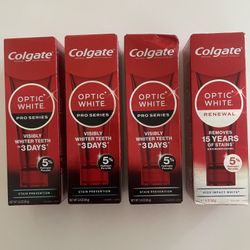 Colgate
OPTIC
WHITE
PRO SERIES
VISIBLY
WHITER TEETH
IN 3 DAYS*
5%
STAIN PREVENTION
Colgate
OPTIC
WHITE
PRO SERIES
VISIBLY
WHITER TEETH
IN 3 DAYS*
5%
STAIN PREVENTION
Colgate
OPTIC
WHITE
PRO SERIES
VISIBLY
WHITER TEETH
IN 3 DAYS*
5%
STAIN PREVENTION
Colgate
OPTIC
WHITE
RENEWAL
REMOVES
15 YEARS
OF STAINS
5%
HIGH IMPACT WHITE